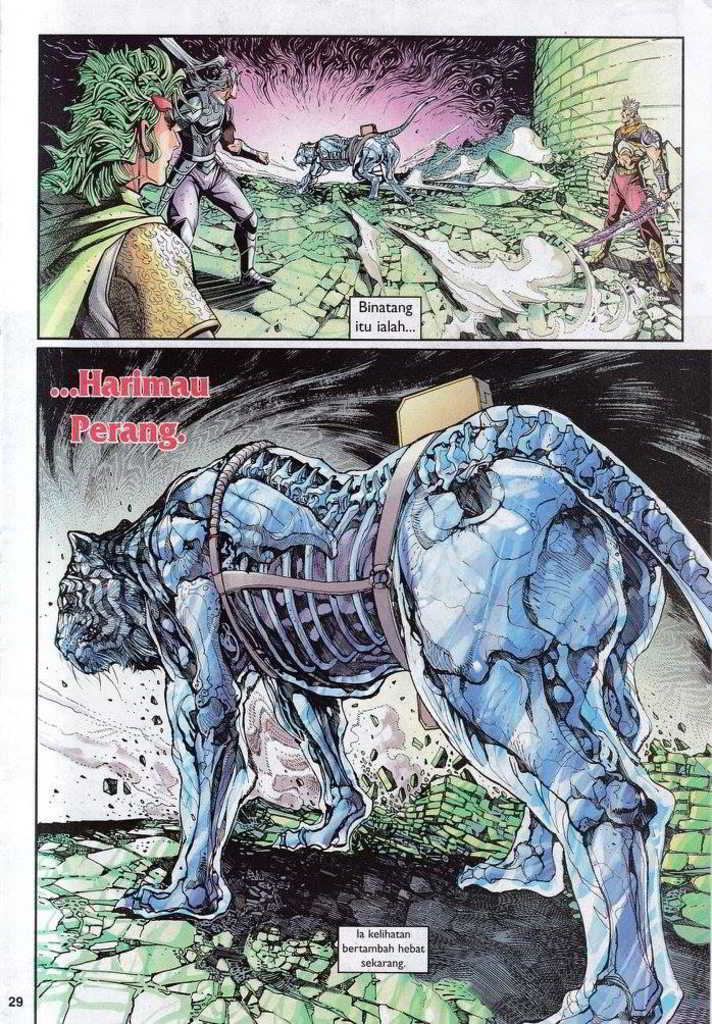 Binatang
itu ialah...
...Harimau
Perang.
Ia kelihatan
bertambah hebat
sekarang.
29